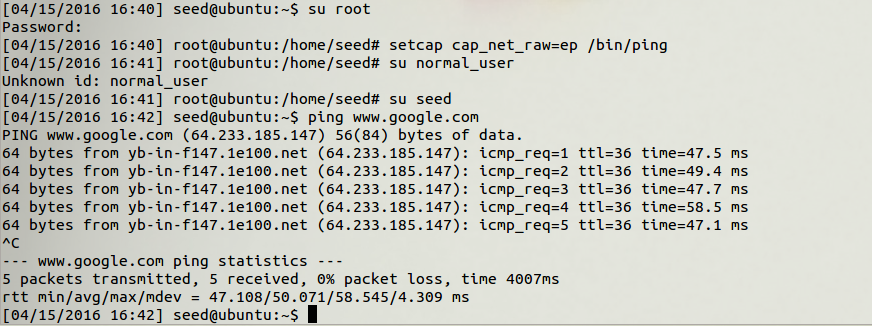 [04/15/2016 16:40] seed@ubuntu:~$ su root
Password:
[04/15/2016 16:40] root@ubuntu:/home/seed# setcap cap_net_raw=ep /bin/ping
[04/15/2016 16:41] root@ubuntu:/home/seed# su normal_user
Unknown id: normal_user
[04/15/2016 16:41] root@ubuntu:/home/seed# su seed
[04/15/2016 16:42] seed@ubuntu:~$ ping www.google.com
PING www.google.com (64.233.185.147) 56(84) bytes of data.
64 bytes from yb-in-f147.1e100.net (64.233.185.147): icmp_req=1 ttl=36 time=47.5 ms
64 bytes from yb-in-f147.1e100.net (64.233.185.147): icmp_req=2 ttl=36 time=49.4 ms
64 bytes from yb-in-f147.1e100.net (64.233.185.147): icmp_req=3 ttl=36 time=47.7 ms
64 bytes from yb-in-f147.1e100.net (64.233.185.147): icmp_req=4 ttl=36 time=58.5 ms
64 bytes from yb-in-f147.1e100.net (64.233.185.147): icmp_req=5 ttl=36 time=47.1 ms
^C
--- www.google.com ping statistics ---
5 packets transmitted, 5 received, 0% packet loss, time 4007ms
rtt min/avg/max/mdev = 47.108/50.071/58.545/4.309 ms
[04/15/2016 16:42] seed@ubuntu:~$